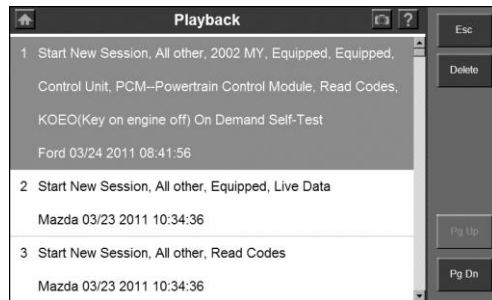 Playback
?
1 Start New Session, All other, 2002 MY, Equipped, Equipped,
Control Unit, PCM--Powertrain Control Module, Read Codes,
KOEO(Key on engine off) On Demand Self-Test
Ford 03/24 2011 08:41:56
2 Start New Session, All other, Equipped, Live Data
Mazda 03/23 2011 10:34:36
3 Start New Session, All other, Read Codes
Mazda 03/23 2011 10:34:36
Esc
Delete
Pg Up
Pg Dn